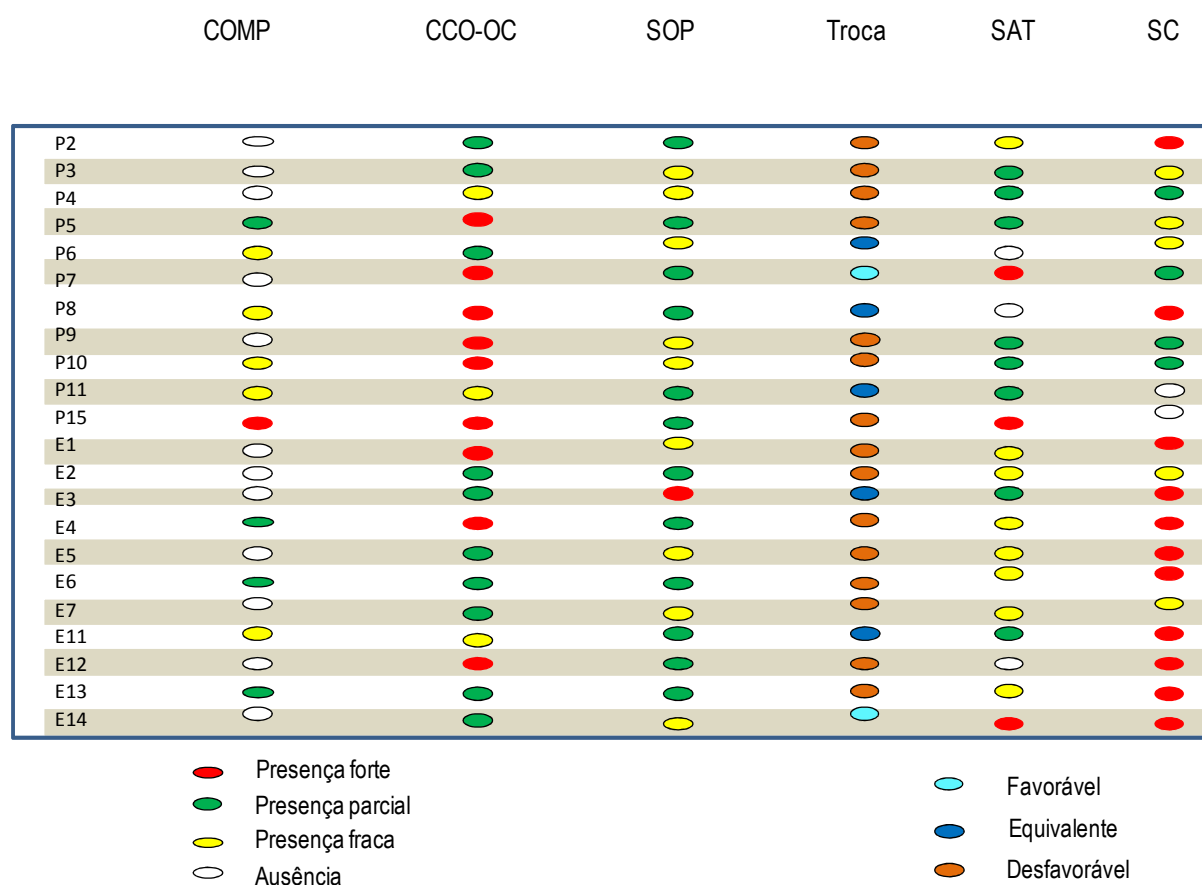 COMP CCO-OC SOP Troca SAT SC
P2
P3
P4
P5
P6
P7
P8
P9
P10
P11
P15
E1
E2
E3
E4
E5
E6
E7
E11
E12
E13
E14
Presença forte
Presença parcial
Presença fraca
Ausência
Favorável
Equivalente
Desfavorável